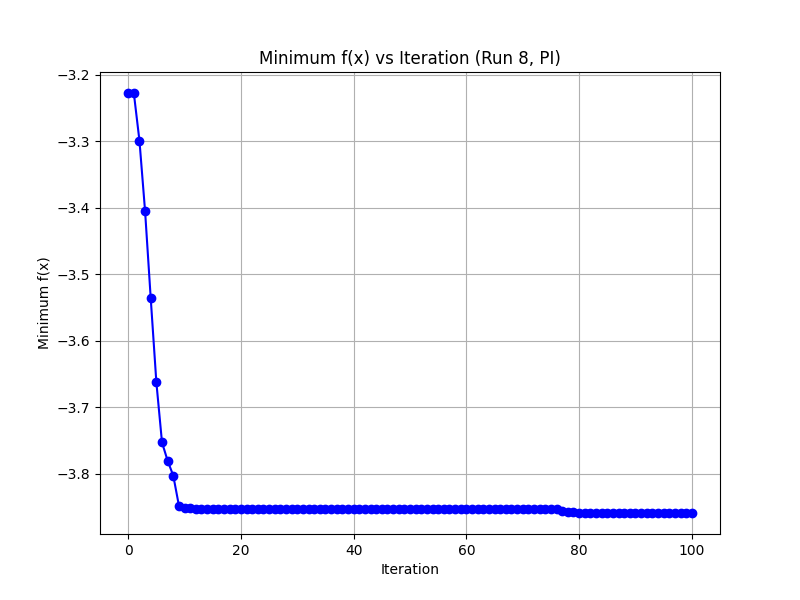 Minimum f(x) vs Iteration (Run 8, PI)
Minimum f(x)
−3.2
−3.3
−3.4
−3.5
−3.6
−3.7
−3.8
0 20 40 60 80 100
Iteration